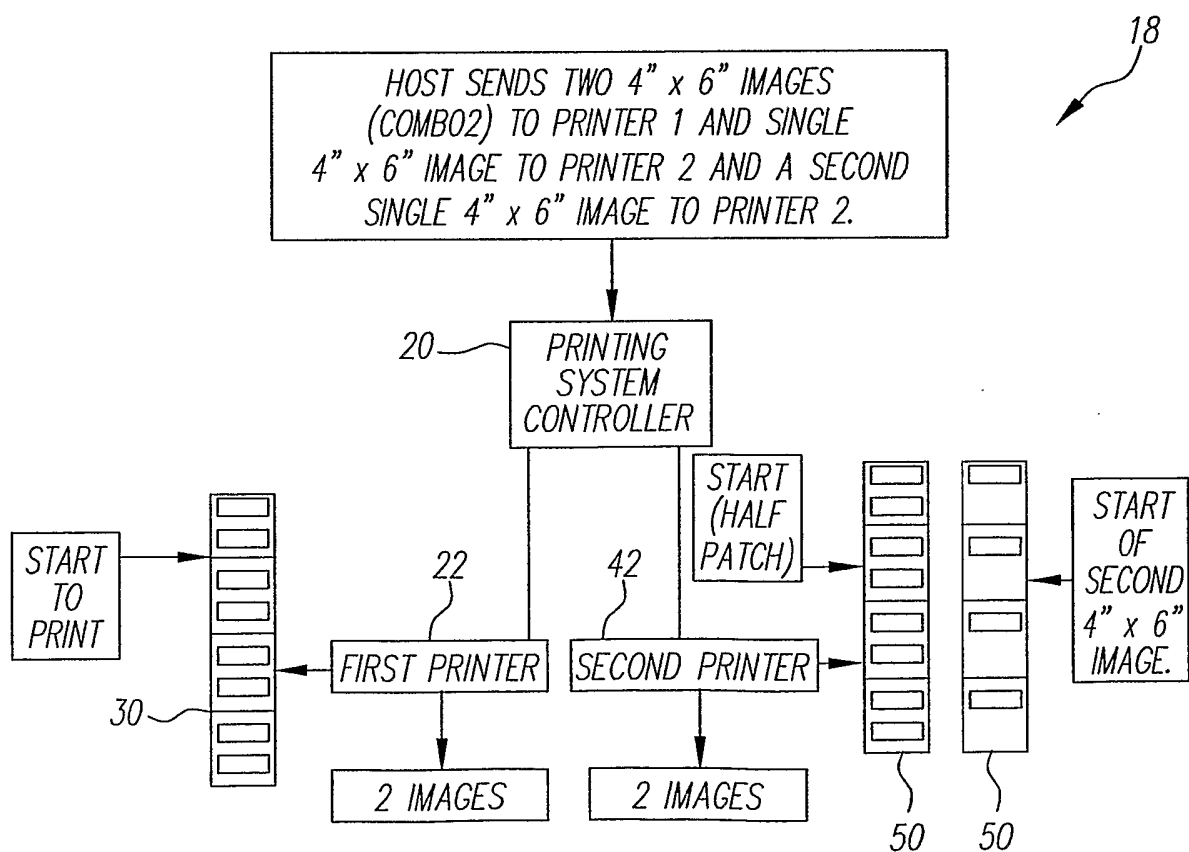 18
HOST SENDS TWO 4" x 6" IMAGES
(COMBO2) TO PRINTER 1 AND SINGLE
4" x 6" IMAGE TO PRINTER 2 AND A SECOND
SINGLE 4" x 6" IMAGE TO PRINTER 2.
20
PRINTING
SYSTEM
CONTROLLER
START
(HALF
PATCH)
START
OF
SECOND
4" x 6"
IMAGE.
START
TO
PRINT
22
42
FIRST PRINTER
SECOND PRINTER
30
2 IMAGES
2 IMAGES
50
50